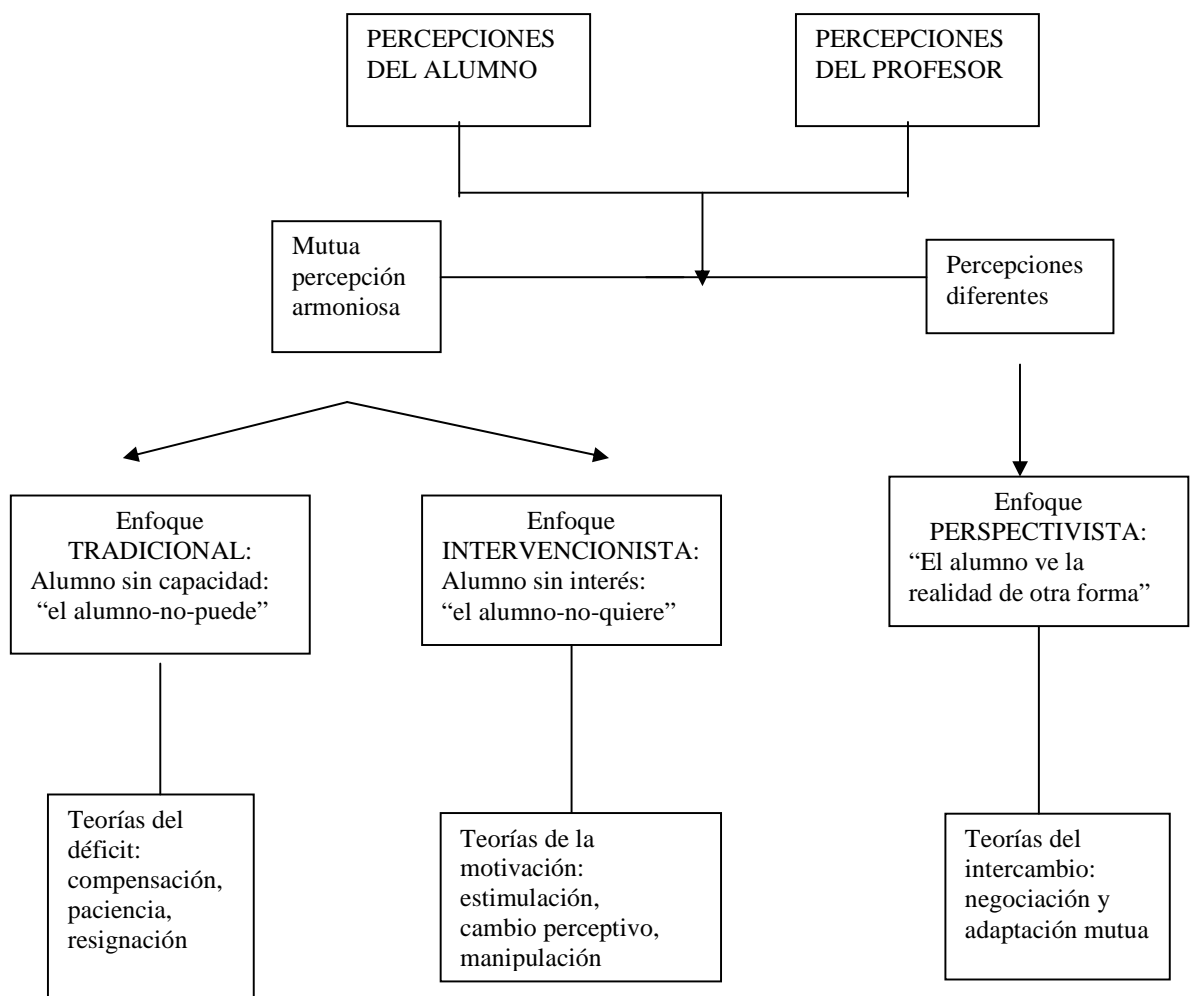 PERCEPCIONES
DEL ALUMNO
PERCEPCIONES
DEL PROFESOR
Mutua
percepción
armoniosa
Percepciones
diferentes
Enfoque
TRADICIONAL:
Alumno sin capacidad:
“el alumno-no-puede”
Enfoque
INTERVENCIONISTA:
Alumno sin interés:
“el alumno-no-quiere”
Enfoque
PERSPECTIVISTA:
“El alumno ve la
realidad de otra forma”
Teorías del
déficit:
compensación,
paciencia,
resignación
Teorías de la
motivación:
estimulación,
cambio perceptivo,
manipulación
Teorías del
intercambio:
negociación y
adaptación mutua